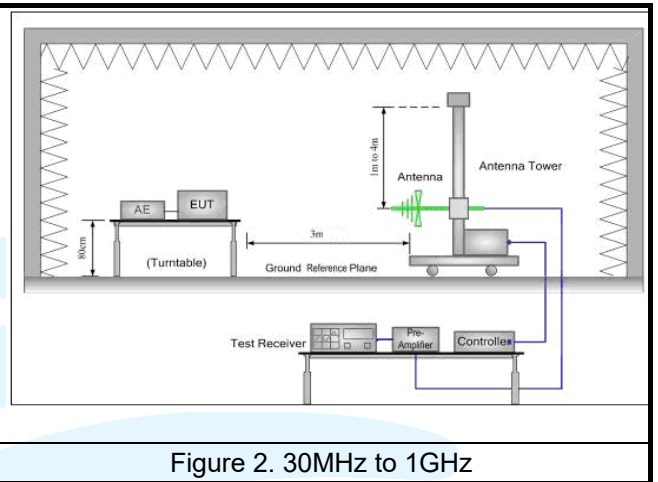 1m to 4m
Antenna
Antenna Tower
AE
EUT
80cm
(Turntable)
3m
Ground Reference Plane
Test Receiver
Pre-
Amplifier
Controller
Figure 2. 30MHz to 1GHz